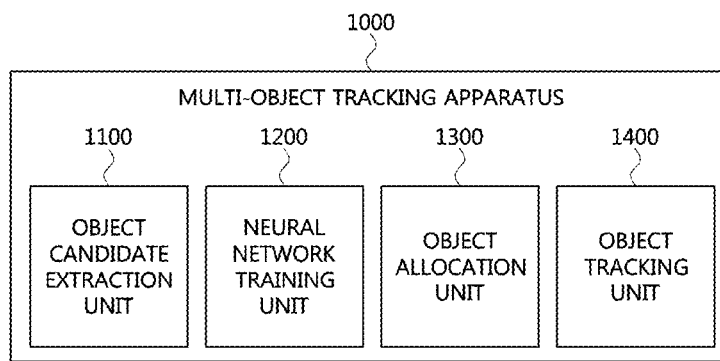 1000
MULTI-OBJECT TRACKING APPARATUS
1100
1200
1300
1400
OBJECT
CANDIDATE
EXTRACTION
UNIT
NEURAL
NETWORK
TRAINING
UNIT
OBJECT
ALLOCATION
UNIT
OBJECT
TRACKING
UNIT